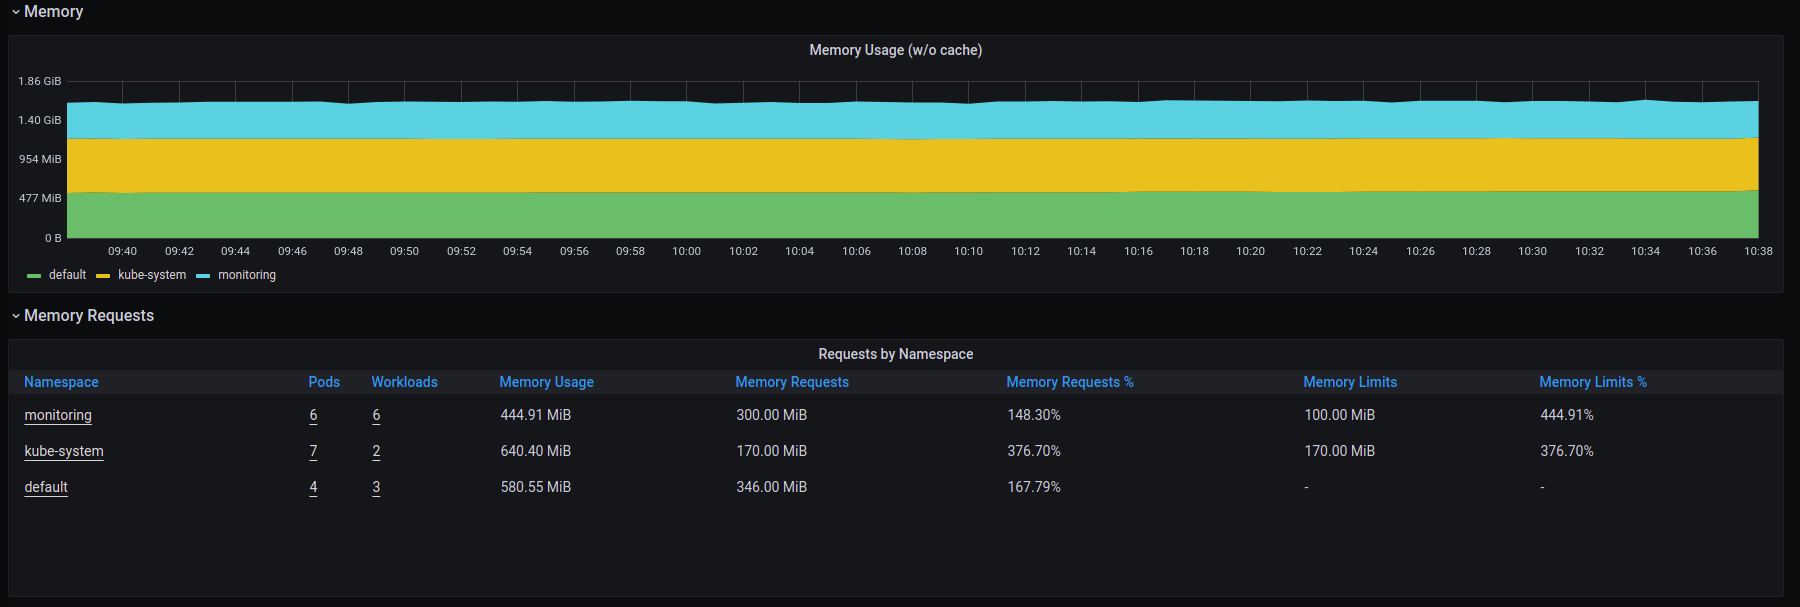 Memory
Memory Usage (w/o cache)
1.86 GiB
1.40 GiB
954 MiB
477 MiB
0 B
09:40 09:42 09:44 09:46 09:48 09:50 09:52 09:54 09:56 09:58 10:00 10:02 10:04 10:06 10:08 10:10 10:12 10:14 10:16 10:18 10:20 10:22 10:24 10:26 10:28 10:30 10:32 10:34 10:36 10:38
default kube-system monitoring
Memory Requests
Requests by Namespace
Namespace Pods Workloads Memory Usage Memory Requests Memory Requests % Memory Limits Memory Limits %
monitoring 6 6 444.91 MiB 300.00 MiB 148.30% 100.00 MiB 444.91%
kube-system 7 2 640.40 MiB 170.00 MiB 376.70% 170.00 MiB 376.70%
default 4 3 580.55 MiB 346.00 MiB 167.79% - -